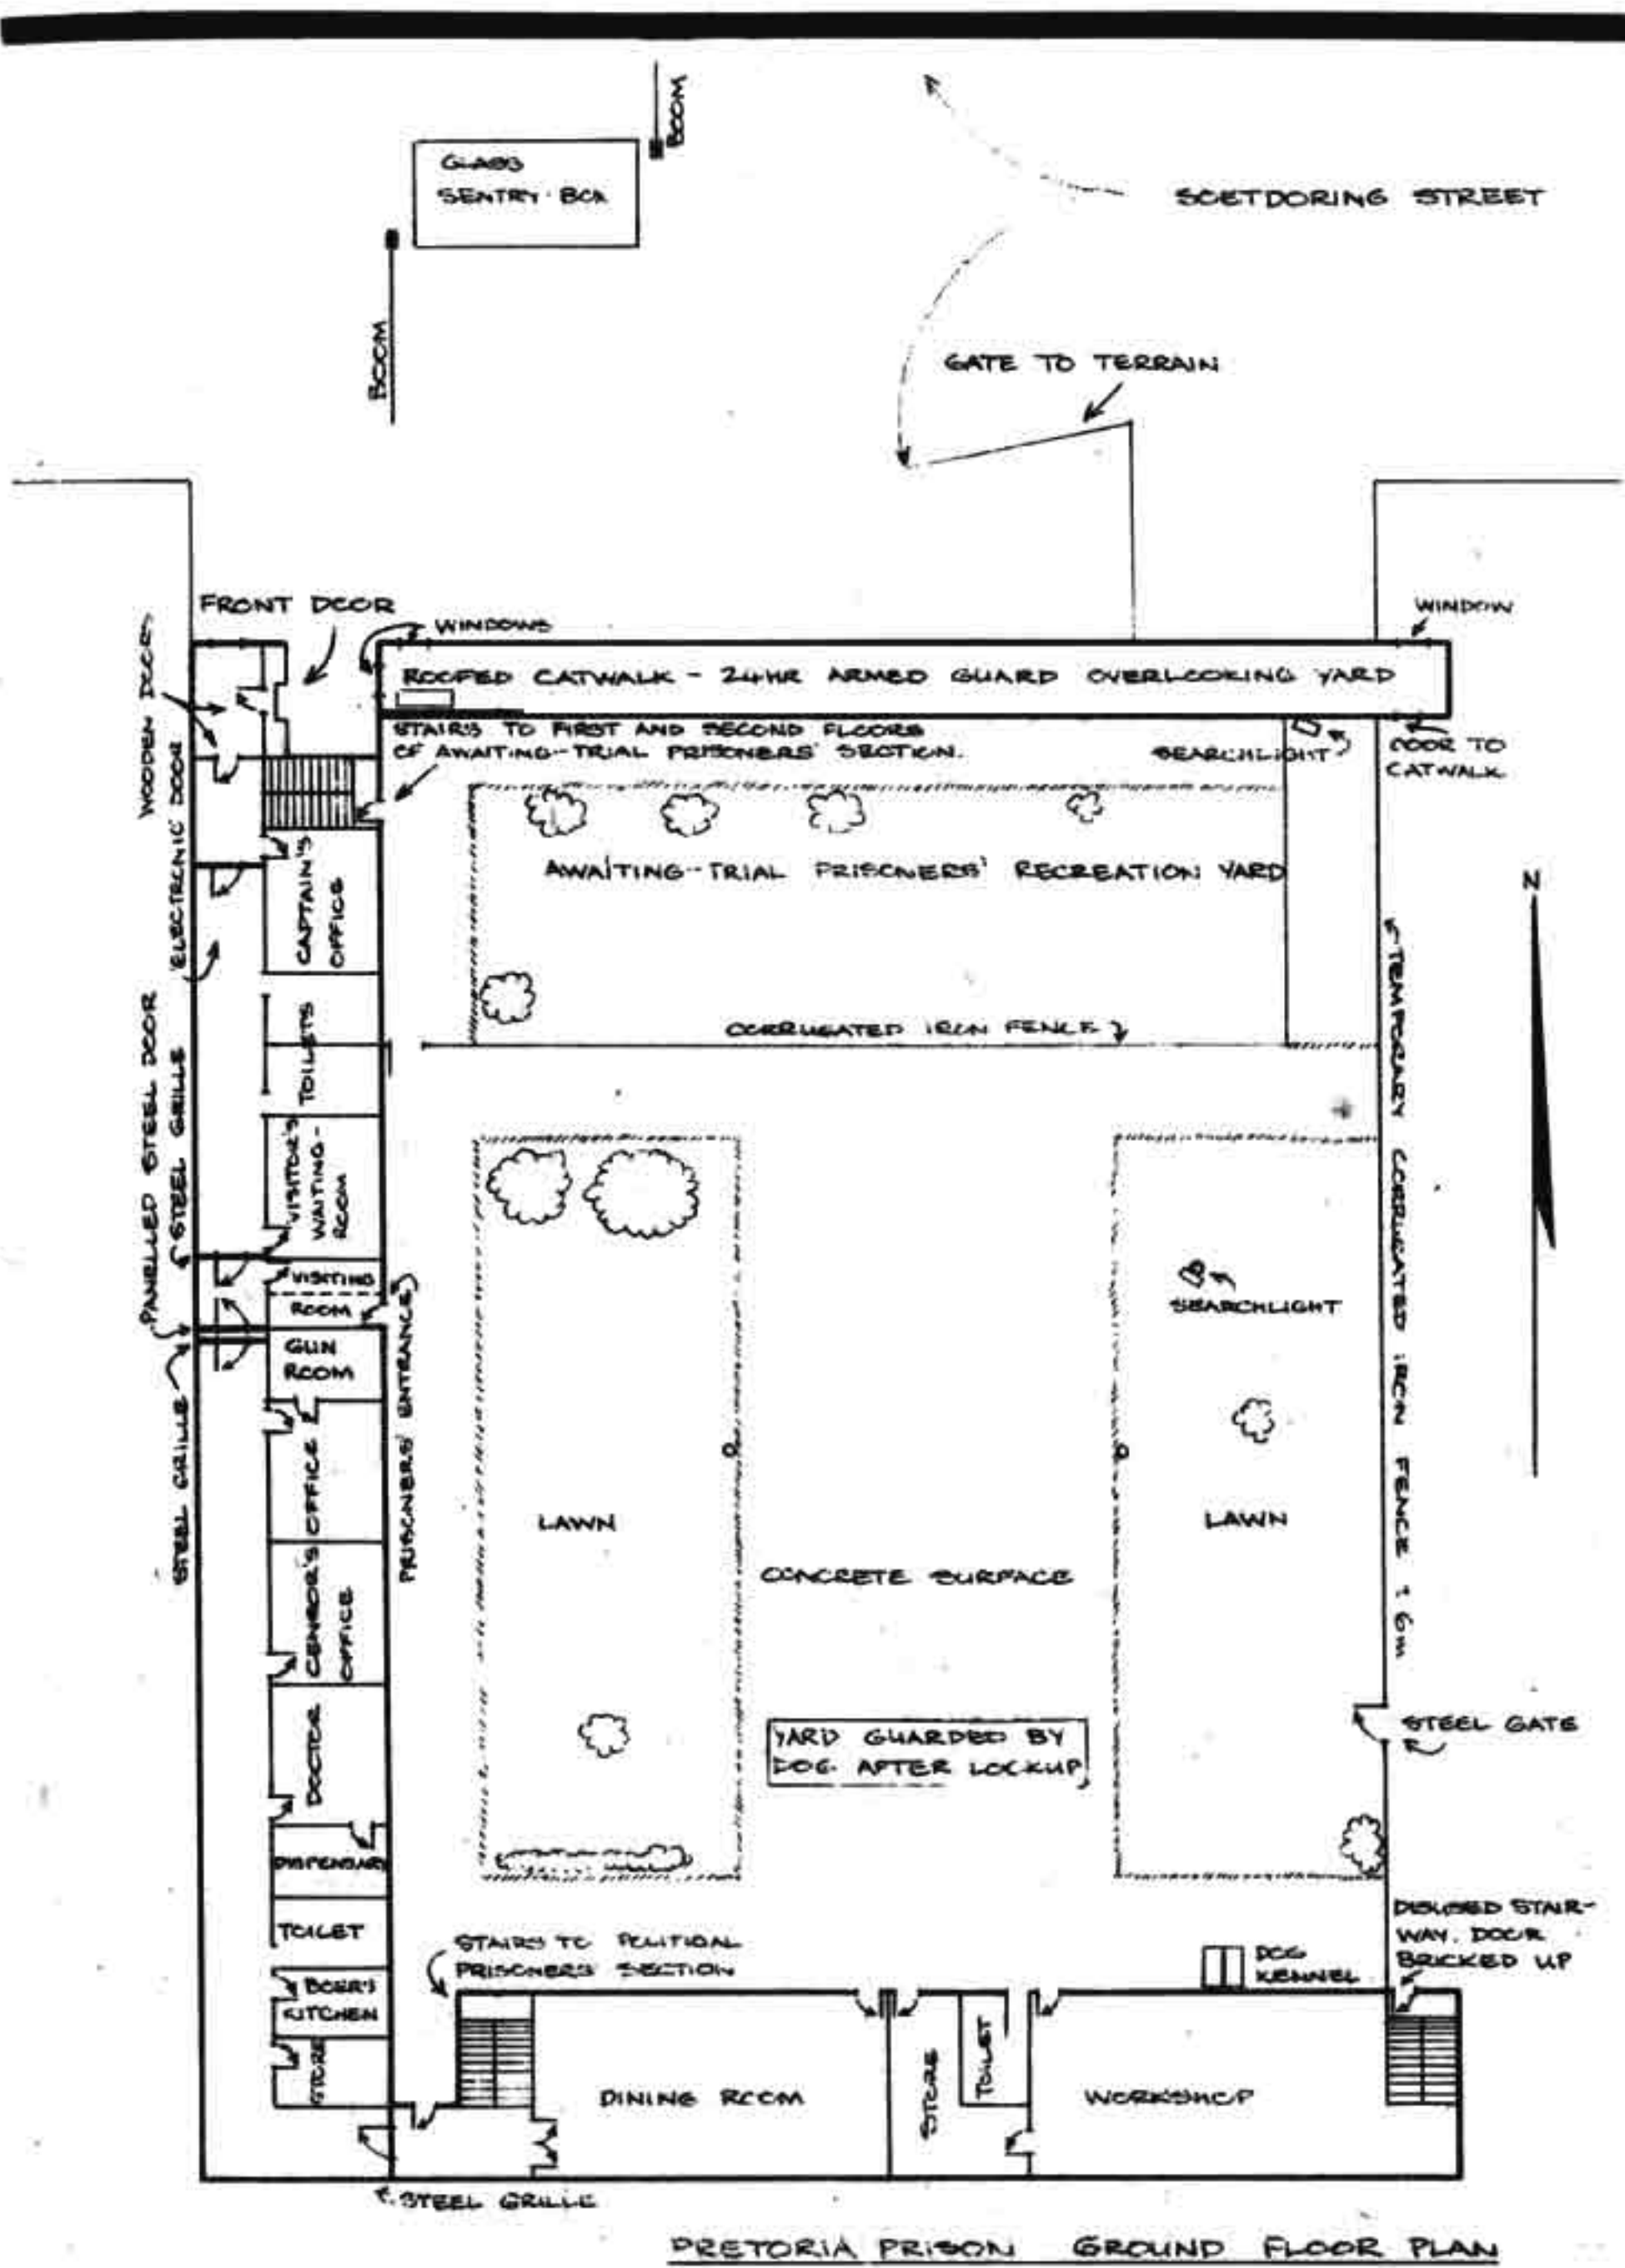 BOOM
GLASS
SENTRY BOX
SOETDORING STREET
BOOM
GATE TO TERRAIN
FRONT DOOR
WINDOWS
WINDOW
WOODEN DOORS
ROOFED CATWALK - 24HR ARMED GUARD OVERLOOKING YARD
STAIRS TO FIRST AND SECOND FLOORS
OF AWAITING-TRIAL PRISONERS' SECTION.
SEARCHLIGHT
DOOR TO
CATWALK
ELECTRONIC DOOR
CAPTAIN'S
OFFICE
AWAITING-TRIAL PRISONERS' RECREATION YARD
N
TOILETS
CORRUGATED IRON FENCE
PANELLED STEEL DOOR
STEEL GRILLE
VISITOR'S
WAITING-
ROOM
TEMPORARY CORRUGATED IRON FENCE ± 6m
VISITING
ROOM
SEARCHLIGHT
GUN
ROOM
PRISONERS' ENTRANCE
STEEL GRILLE
OFFICE
LAWN
LAWN
CONCRETE SURFACE
CENSOR'S
OFFICE
DOCTOR
YARD GUARDED BY
DOG AFTER LOCKUP
STEEL GATE
DISPENSARY
TOILET
STAIRS TO POLITICAL
PRISONERS SECTION
DISUSED STAIR-
WAY. DOOR
BRICKED UP
DOG
KENNEL
BOER'S
KITCHEN
STORE
DINING ROOM
STORE
TOILET
WORKSHOP
STEEL GRILLE
PRETORIA PRISON GROUND FLOOR PLAN